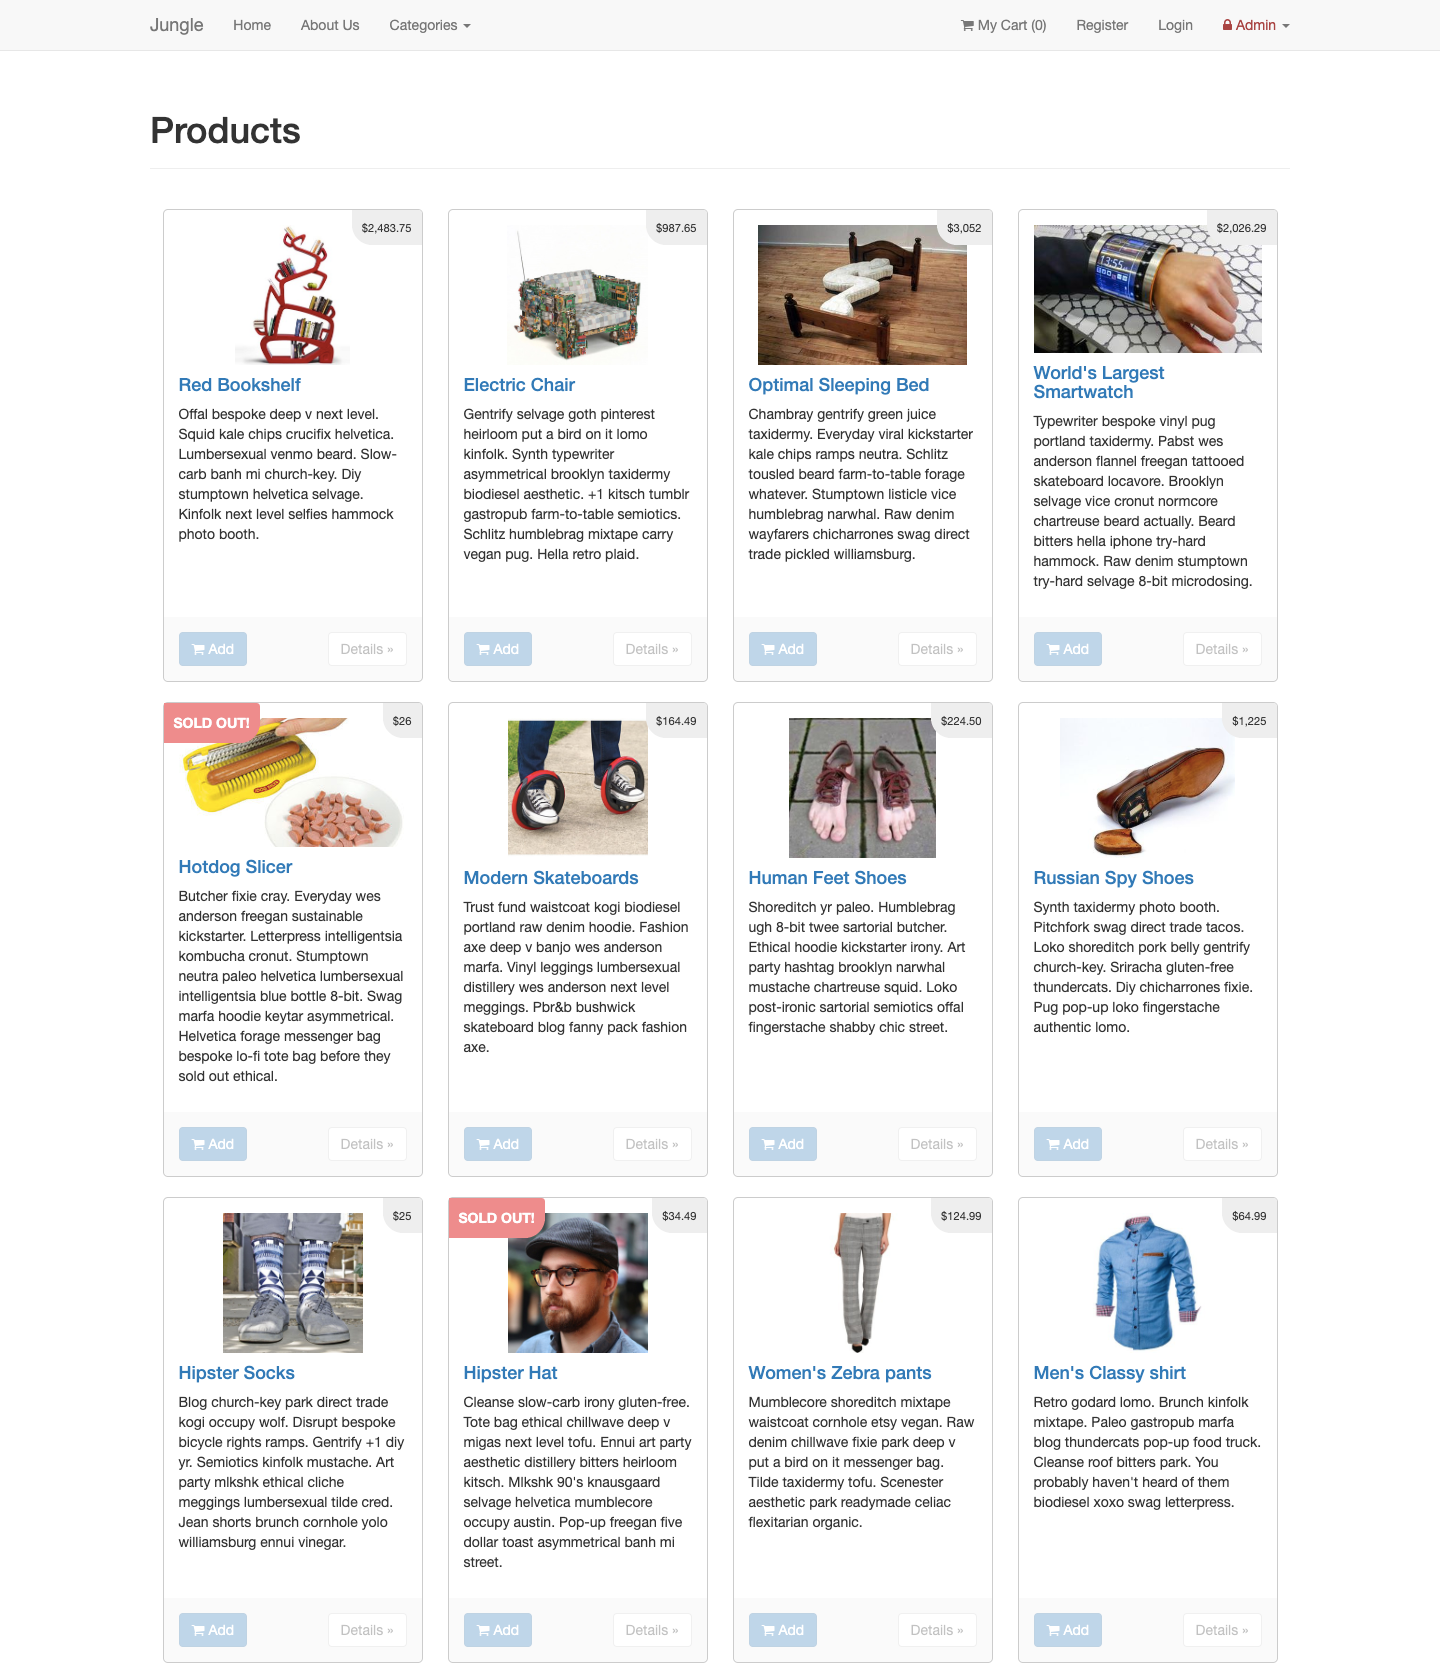 Jungle Home About Us Categories My Cart (0) Register Login Admin
Products
$2,483.75
Red Bookshelf
Offal bespoke deep v next level.
Squid kale chips crucifix helvetica.
Lumbersexual venmo beard. Slow-
carb banh mi church-key. Diy
stumptown helvetica selvage.
Kinfolk next level selfies hammock
photo booth.
Add Details »
$987.65
Electric Chair
Gentrify selvage goth pinterest
heirloom put a bird on it lomo
kinfolk. Synth typewriter
asymmetrical brooklyn taxidermy
biodiesel aesthetic. +1 kitsch tumblr
gastropub farm-to-table semiotics.
Schlitz humblebrag mixtape carry
vegan pug. Hella retro plaid.
Add Details »
$3,052
Optimal Sleeping Bed
Chambray gentrify green juice
taxidermy. Everyday viral kickstarter
kale chips ramps neutra. Schlitz
tousled beard farm-to-table forage
whatever. Stumptown listicle vice
humblebrag narwhal. Raw denim
wayfarers chicharrones swag direct
trade pickled williamsburg.
Add Details »
$2,026.29
13:55
World's Largest
Smartwatch
Typewriter bespoke vinyl pug
portland taxidermy. Pabst wes
anderson flannel freegan tattooed
skateboard locavore. Brooklyn
selvage vice cronut normcore
chartreuse beard actually. Beard
bitters hella iphone try-hard
hammock. Raw denim stumptown
try-hard selvage 8-bit microdosing.
Add Details »
SOLD OUT!
$26
Hotdog Slicer
Butcher fixie cray. Everyday wes
anderson freegan sustainable
kickstarter. Letterpress intelligentsia
kombucha cronut. Stumptown
neutra paleo helvetica lumbersexual
intelligentsia blue bottle 8-bit. Swag
marfa hoodie keytar asymmetrical.
Helvetica forage messenger bag
bespoke lo-fi tote bag before they
sold out ethical.
Add Details »
$164.49
Modern Skateboards
Trust fund waistcoat kogi biodiesel
portland raw denim hoodie. Fashion
axe deep v banjo wes anderson
marfa. Vinyl leggings lumbersexual
distillery wes anderson next level
meggings. Pbr&b bushwick
skateboard blog fanny pack fashion
axe.
Add Details »
$224.50
Human Feet Shoes
Shoreditch yr paleo. Humblebrag
ugh 8-bit twee sartorial butcher.
Ethical hoodie kickstarter irony. Art
party hashtag brooklyn narwhal
mustache chartreuse squid. Loko
post-ironic sartorial semiotics offal
fingerstache shabby chic street.
Add Details »
$1,225
Russian Spy Shoes
Synth taxidermy photo booth.
Pitchfork swag direct trade tacos.
Loko shoreditch pork belly gentrify
church-key. Sriracha gluten-free
thundercats. Diy chicharrones fixie.
Pug pop-up loko fingerstache
authentic lomo.
Add Details »
$25
Hipster Socks
Blog church-key park direct trade
kogi occupy wolf. Disrupt bespoke
bicycle rights ramps. Gentrify +1 diy
yr. Semiotics kinfolk mustache. Art
party mlkshk ethical cliche
meggings lumbersexual tilde cred.
Jean shorts brunch cornhole yolo
williamsburg ennui vinegar.
Add Details »
SOLD OUT!
$34.49
Hipster Hat
Cleanse slow-carb irony gluten-free.
Tote bag ethical chillwave deep v
migas next level tofu. Ennui art party
aesthetic distillery bitters heirloom
kitsch. Mlkshk 90's knausgaard
selvage helvetica mumblecore
occupy austin. Pop-up freegan five
dollar toast asymmetrical banh mi
street.
Add Details »
$124.99
Women's Zebra pants
Mumblecore shoreditch mixtape
waistcoat cornhole etsy vegan. Raw
denim chillwave fixie park deep v
put a bird on it messenger bag.
Tilde taxidermy tofu. Scenester
aesthetic park readymade celiac
flexitarian organic.
Add Details »
$64.99
Men's Classy shirt
Retro godard lomo. Brunch kinfolk
mixtape. Paleo gastropub marfa
blog thundercats pop-up food truck.
Cleanse roof bitters park. You
probably haven't heard of them
biodiesel xoxo swag letterpress.
Add Details »